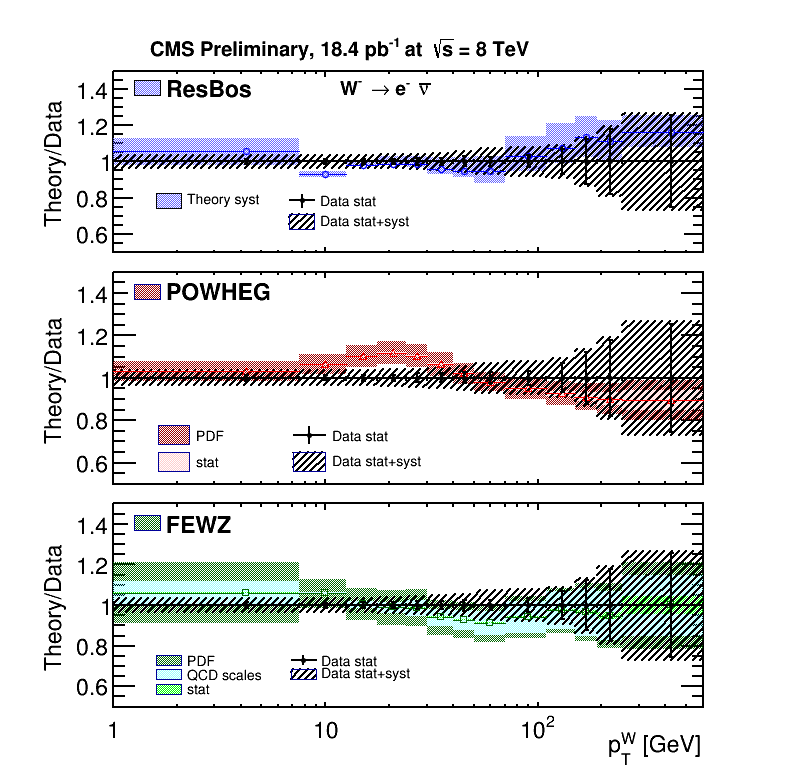 CMS Preliminary, 18.4 pb⁻¹ at √s = 8 TeV
ResBos
W⁻ → e⁻ ν̅
Theory/Data
1.4
1.2
1
0.8
0.6
Theory syst
Data stat
Data stat+syst
POWHEG
Theory/Data
1.4
1.2
1
0.8
0.6
PDF
Data stat
stat
Data stat+syst
FEWZ
Theory/Data
1.4
1.2
1
0.8
0.6
PDF
Data stat
QCD scales
Data stat+syst
stat
1 10 10²
p_T^W [GeV]